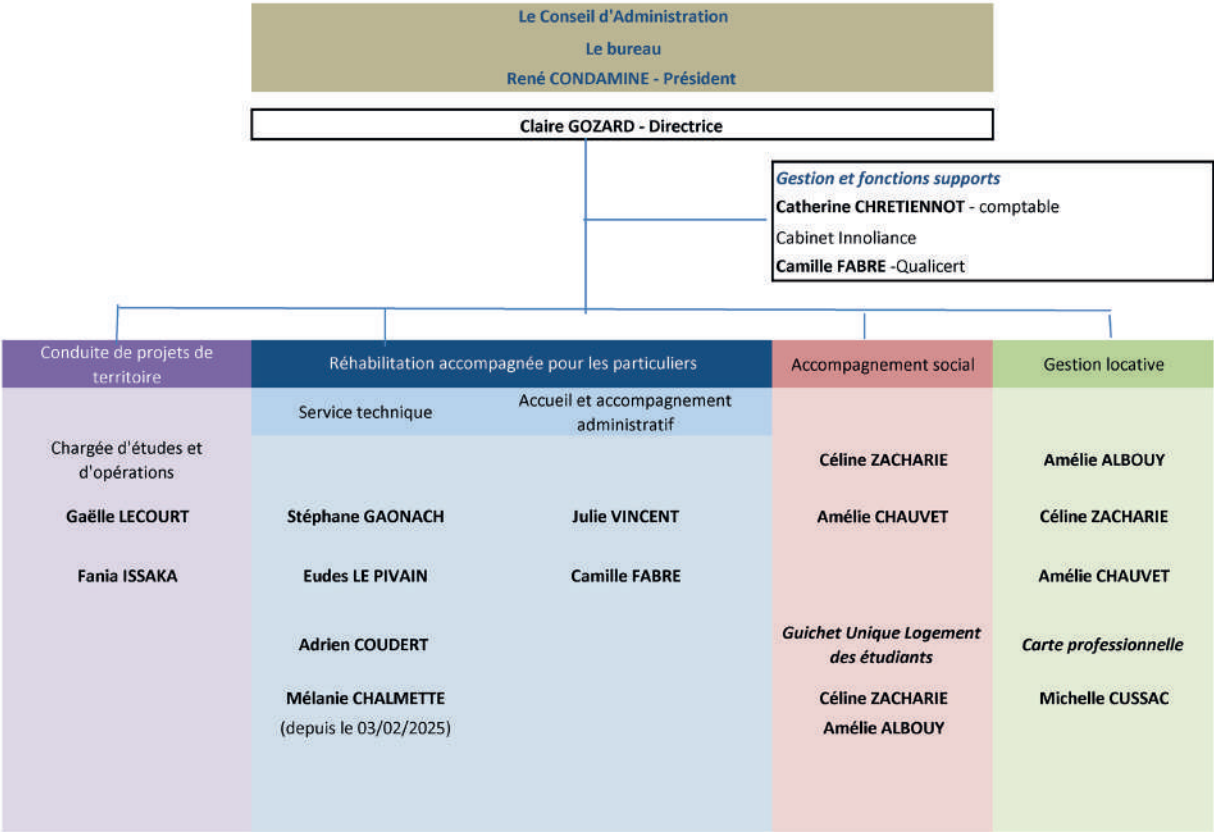 Le Conseil d'Administration
Le bureau
René CONDAMINE - Président
Claire GOZARD - Directrice
Gestion et fonctions supports
Catherine CHRETIENNOT - comptable
Cabinet Innoliance
Camille FABRE -Qualicert
Conduite de projets de
territoire
Chargée d'études et
d'opérations
Gaëlle LECOURT
Fania ISSAKA
Réhabilitation accompagnée pour les particuliers
Service technique
Stéphane GAONACH
Eudes LE PIVAIN
Adrien COUDERT
Mélanie CHALMETTE
(depuis le 03/02/2025)
Accueil et accompagnement
administratif
Julie VINCENT
Camille FABRE
Accompagnement social
Céline ZACHARIE
Amélie CHAUVET
Guichet Unique Logement
des étudiants
Céline ZACHARIE
Amélie ALBOUY
Gestion locative
Amélie ALBOUY
Céline ZACHARIE
Amélie CHAUVET
Carte professionnelle
Michelle CUSSAC